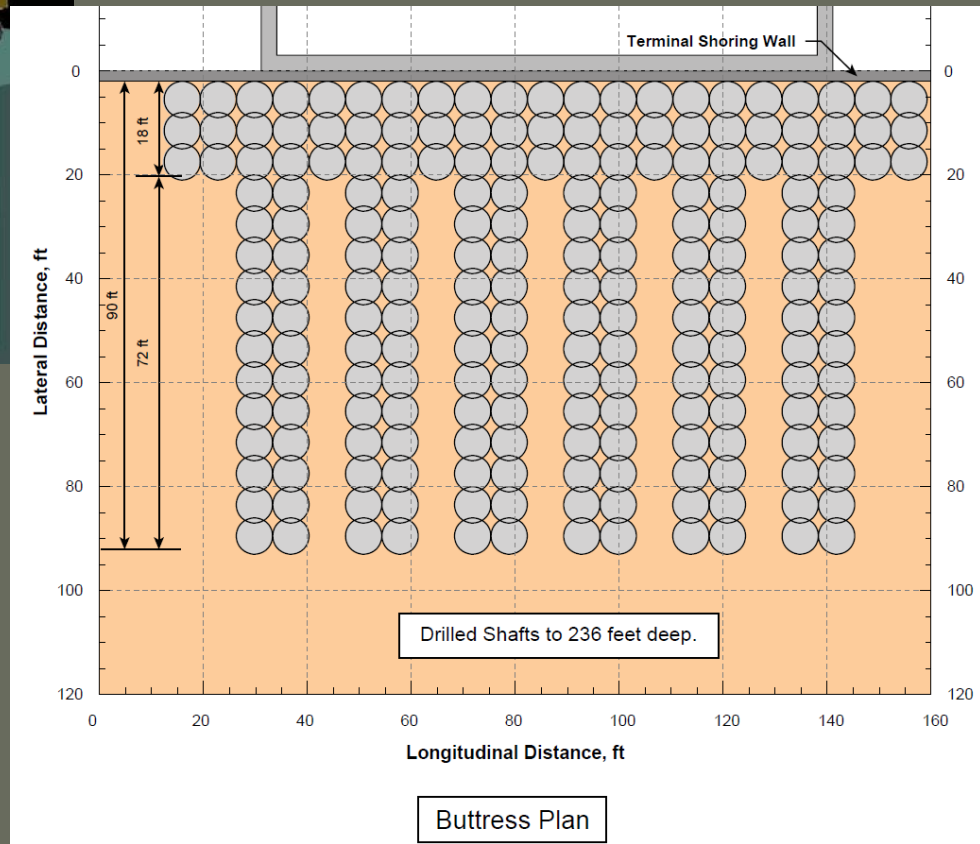 Terminal Shoring Wall
0
0
18 ft
20
20
40
40
90 ft
72 ft
Lateral Distance, ft
60
60
80
80
100
100
Drilled Shafts to 236 feet deep.
120
120
0 20 40 60 80 100 120 140 160
Longitudinal Distance, ft
Buttress Plan